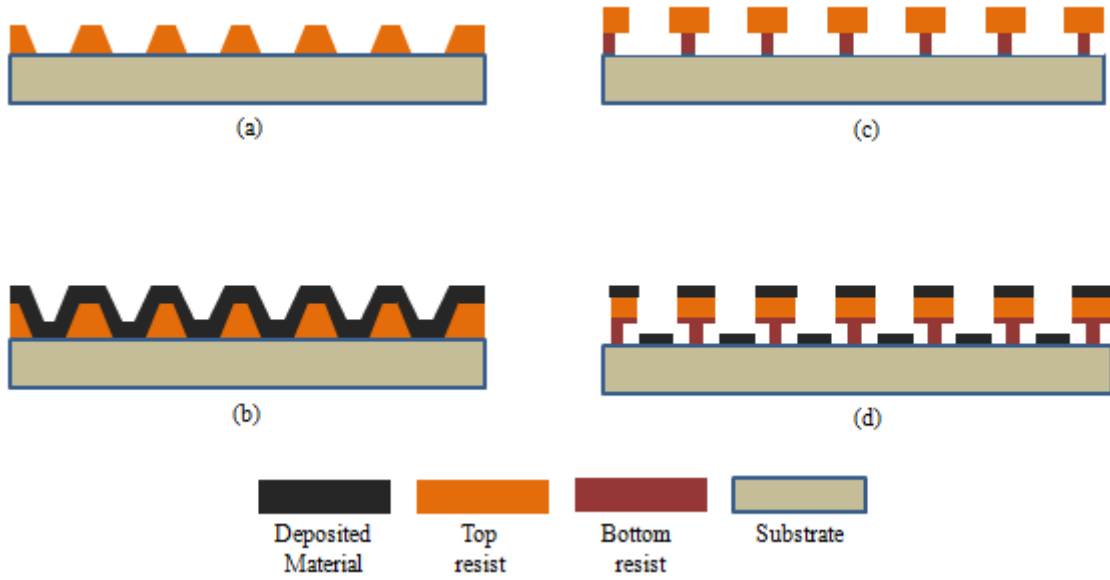 (a)
(c)
(b)
(d)
Deposited
Material
Top
resist
Bottom
resist
Substrate